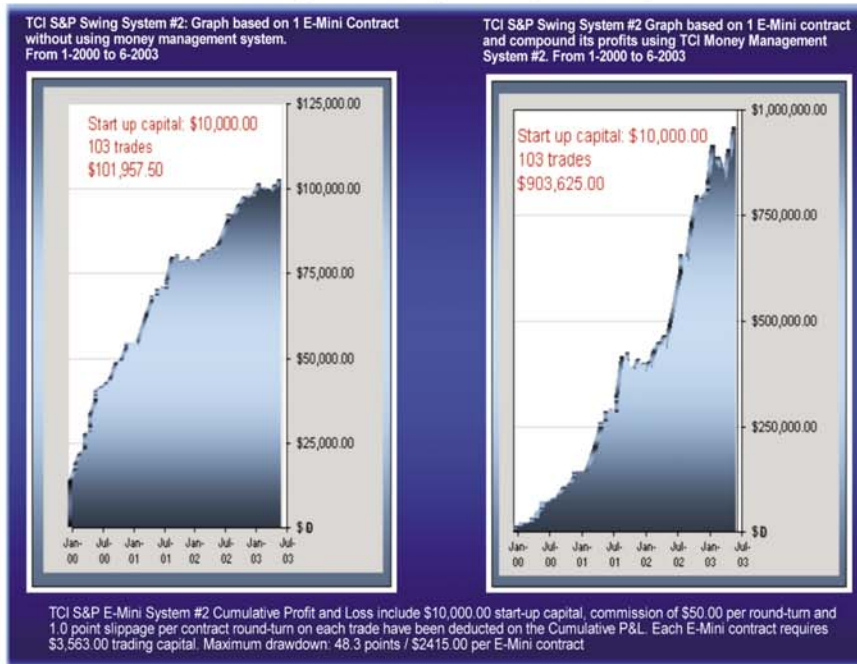 TCI S&P Swing System #2: Graph based on 1 E-Mini Contract
without using money management system.
From 1-2000 to 6-2003
Start up capital: $10,000.00
103 trades
$101,957.50
$125,000.00
$100,000.00
$75,000.00
$50,000.00
$25,000.00
$0
Jan-00
Jul-00
Jan-01
Jul-01
Jan-02
Jul-02
Jan-03
Jul-03
TCI S&P Swing System #2 Graph based on 1 E-Mini contract
and compound its profits using TCI Money Management
System #2. From 1-2000 to 6-2003
Start up capital: $10,000.00
103 trades
$903,625.00
$1,000,000.00
$750,000.00
$500,000.00
$250,000.00
$0
Jan-00
Jul-00
Jan-01
Jul-01
Jan-02
Jul-02
Jan-03
Jul-03
TCI S&P E-Mini System #2 Cumulative Profit and Loss include $10,000.00 start-up capital, commission of $50.00 per round-turn and
1.0 point slippage per contract round-turn on each trade have been deducted on the Cumulative P&L. Each E-Mini contract requires
$3,563.00 trading capital. Maximum drawdown: 48.3 points / $2415.00 per E-Mini contract